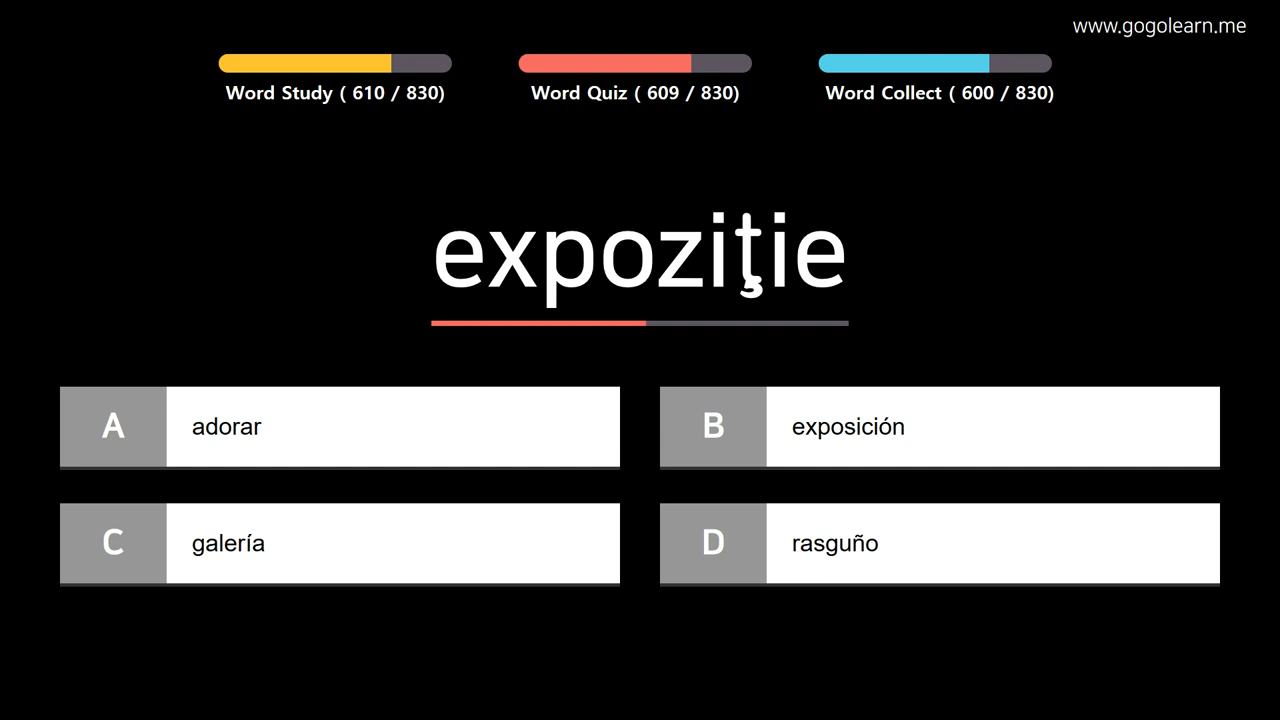 www.gogolearn.me
Word Study ( 610 / 830)
Word Quiz ( 609 / 830)
Word Collect ( 600 / 830)
expoziţie
A adorar
B exposición
C galería
D rasguño